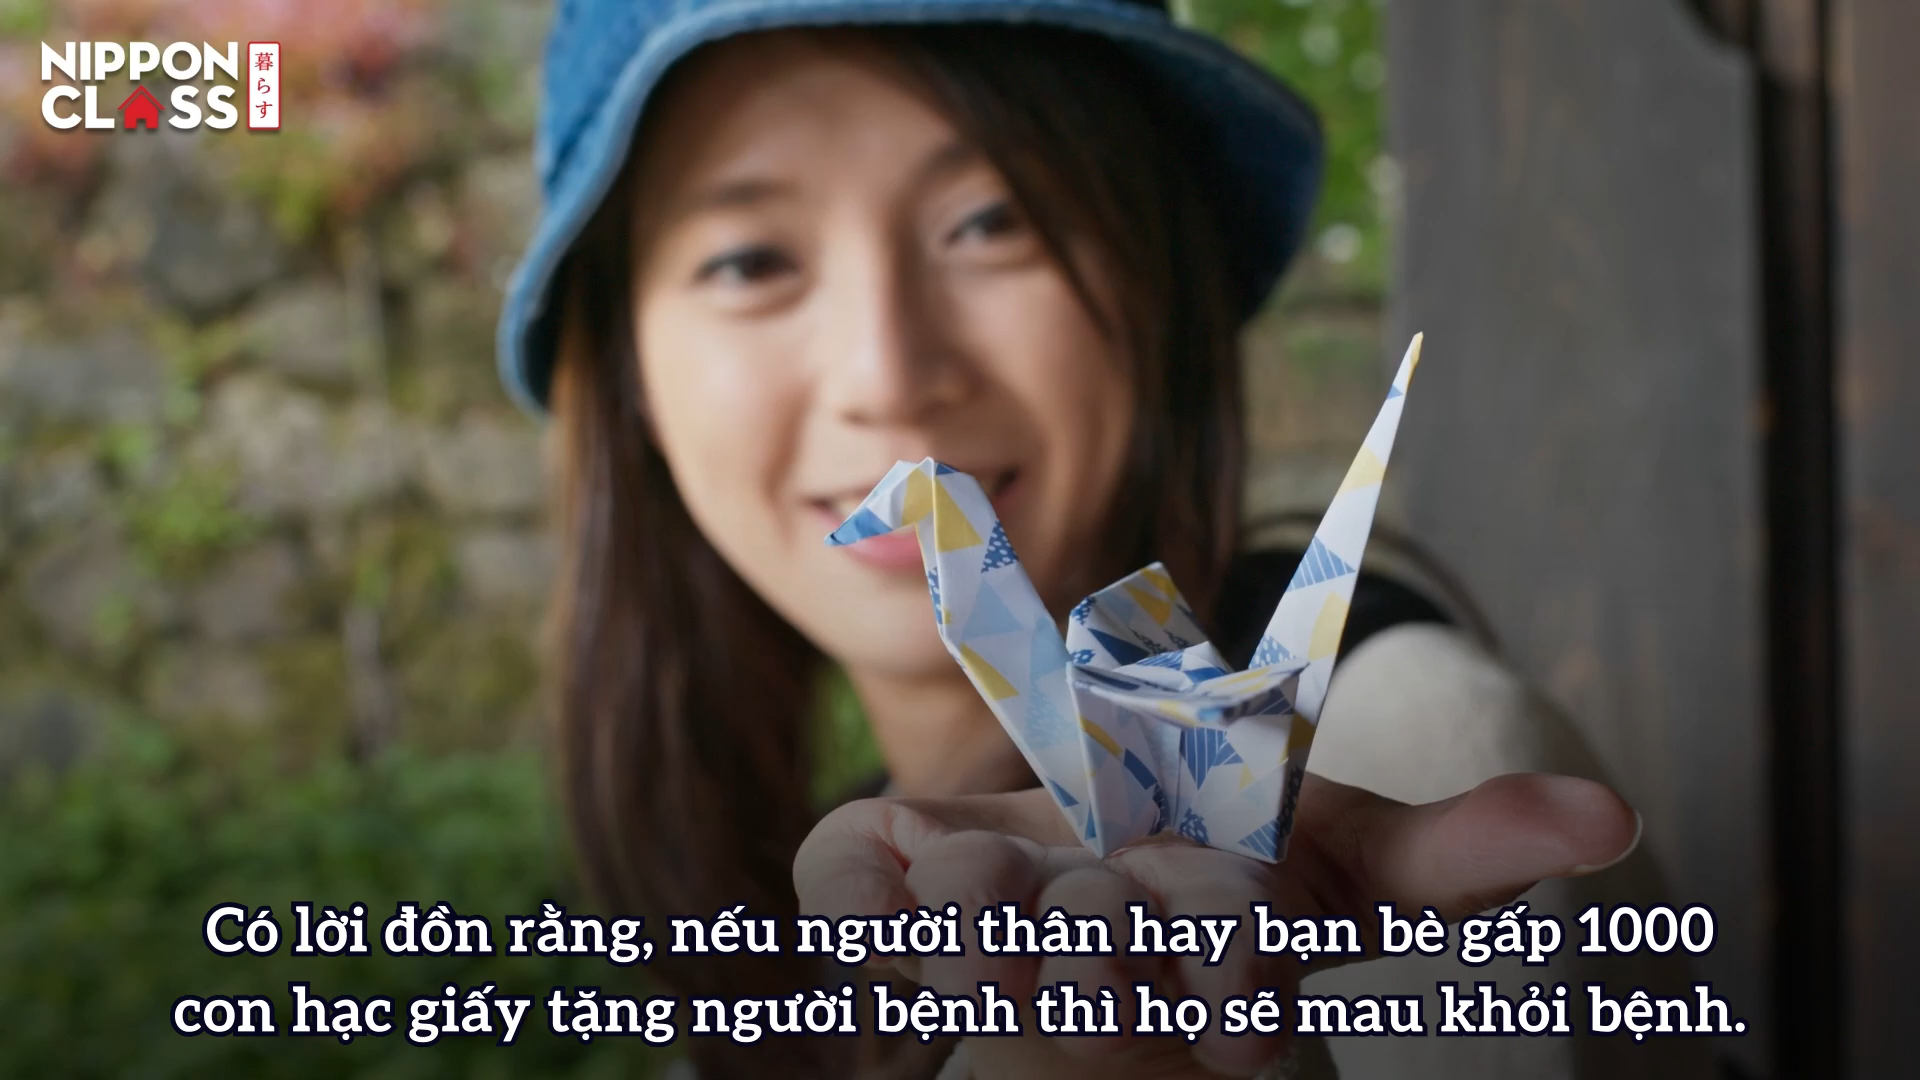 NIPPON
CLASS
暮らす
Có lời đồn rằng, nếu người thân hay bạn bè gấp 1000
con hạc giấy tặng người bệnh thì họ sẽ mau khỏi bệnh.